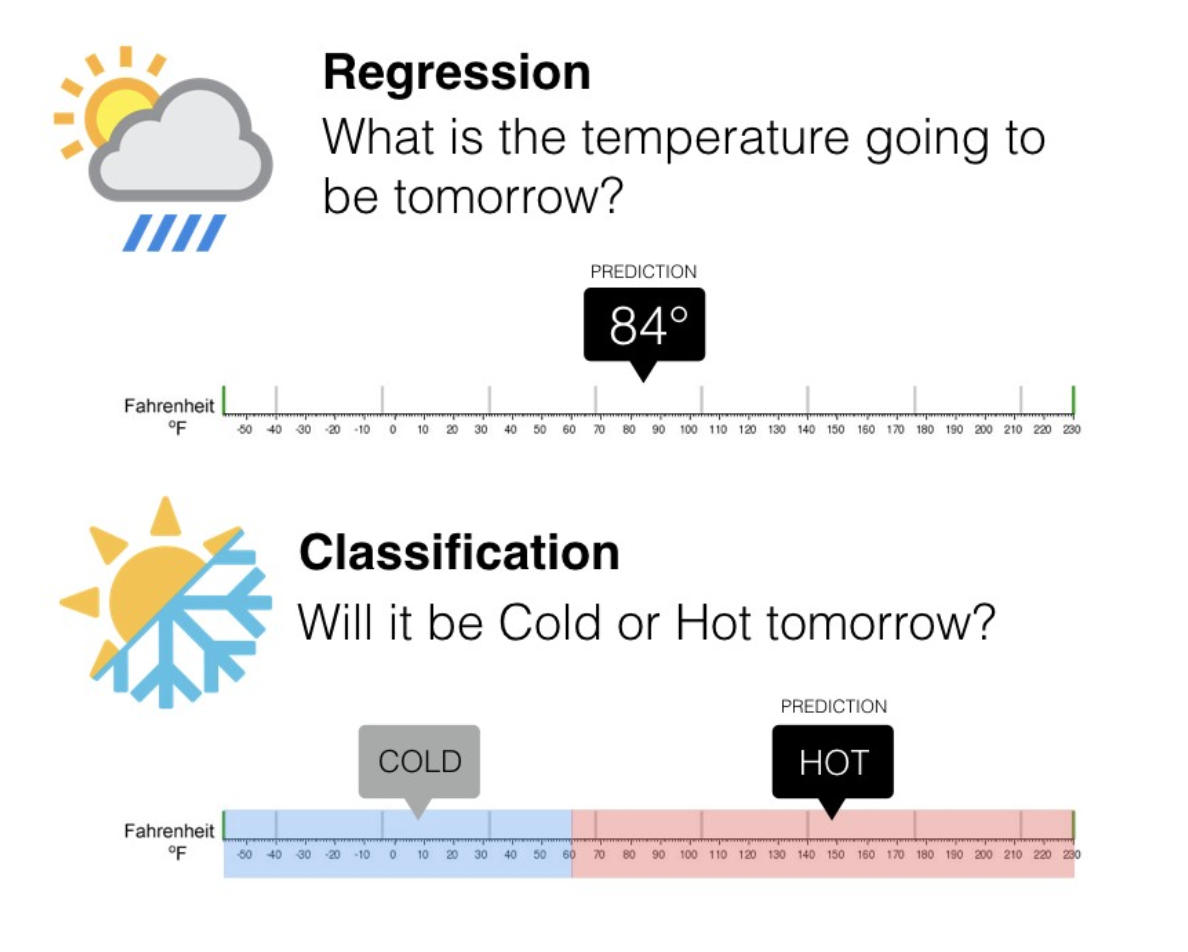 Regression
What is the temperature going to
be tomorrow?
PREDICTION
84°
Fahrenheit
ºF
-50 -40 -30 -20 -10 0 10 20 30 40 50 60 70 80 90 100 110 120 130 140 150 160 170 180 190 200 210 220 230
Classification
Will it be Cold or Hot tomorrow?
PREDICTION
COLD HOT
Fahrenheit
ºF
-50 -40 -30 -20 -10 0 10 20 30 40 50 60 70 80 90 100 110 120 130 140 150 160 170 180 190 200 210 220 230